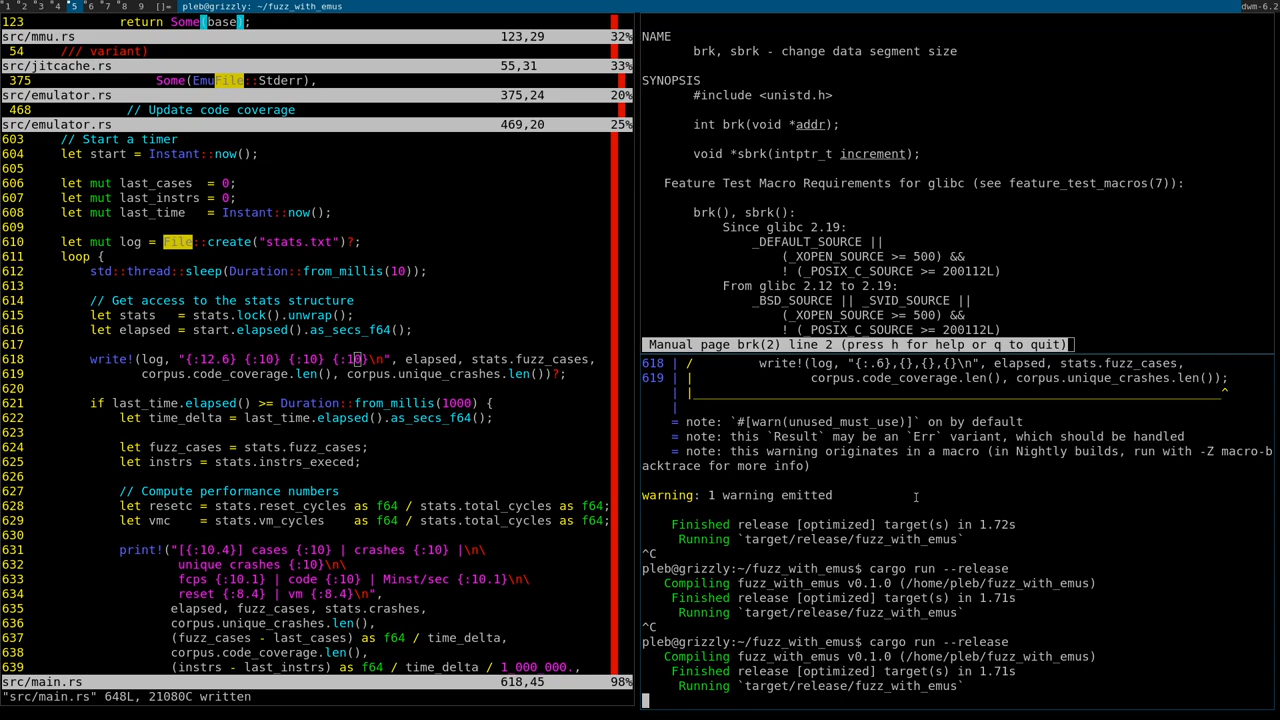 *1 *2 *3 *4 *5 *6 *7 *8 *9 []= pleb@grizzly: ~/fuzz_with_emus dwm-6.2
123 return Some(base);
src/mmu.rs 123,29 32%
54 /// variant)
src/jitcache.rs 55,31 33%
375 Some(EmuFile::Stderr),
src/emulator.rs 375,24 20%
468 // Update code coverage
src/emulator.rs 469,20 25%
603 // Start a timer
604 let start = Instant::now();
605
606 let mut last_cases  = 0;
607 let mut last_instrs = 0;
608 let mut last_time   = Instant::now();
609
610 let mut log = File::create("stats.txt")?;
611 loop {
612 std::thread::sleep(Duration::from_millis(10));
613
614 // Get access to the stats structure
615 let stats   = stats.lock().unwrap();
616 let elapsed = start.elapsed().as_secs_f64();
617
618 write!(log, "{:12.6} {:10} {:10} {:10}\n", elapsed, stats.fuzz_cases,
619 corpus.code_coverage.len(), corpus.unique_crashes.len())?;
620
621 if last_time.elapsed() >= Duration::from_millis(1000) {
622 let time_delta = last_time.elapsed().as_secs_f64();
623
624 let fuzz_cases = stats.fuzz_cases;
625 let instrs = stats.instrs_execed;
626
627 // Compute performance numbers
628 let resetc = stats.reset_cycles as f64 / stats.total_cycles as f64;
629 let vmc    = stats.vm_cycles    as f64 / stats.total_cycles as f64;
630
631 print!("[{:10.4}] cases {:10} | crashes {:10} |\n\
632 unique crashes {:10}\n\
633 fcps {:10.1} | code {:10} | Minst/sec {:10.1}\n\
634 reset {:8.4} | vm {:8.4}\n",
635 elapsed, fuzz_cases, stats.crashes,
636 corpus.unique_crashes.len(),
637 (fuzz_cases - last_cases) as f64 / time_delta,
638 corpus.code_coverage.len(),
639 (instrs - last_instrs) as f64 / time_delta / 1_000_000.,
src/main.rs 618,45 98%
"src/main.rs" 648L, 21080C written
NAME
brk, sbrk - change data segment size
SYNOPSIS
#include <unistd.h>
int brk(void *addr);
void *sbrk(intptr_t increment);
Feature Test Macro Requirements for glibc (see feature_test_macros(7)):
brk(), sbrk():
Since glibc 2.19:
_DEFAULT_SOURCE ||
(_XOPEN_SOURCE >= 500) &&
! (_POSIX_C_SOURCE >= 200112L)
From glibc 2.12 to 2.19:
_BSD_SOURCE || _SVID_SOURCE ||
(_XOPEN_SOURCE >= 500) &&
! (_POSIX_C_SOURCE >= 200112L)
Manual page brk(2) line 2 (press h for help or q to quit)
618 | / write!(log, "{:.6},{},{},{}\n", elapsed, stats.fuzz_cases,
619 | | corpus.code_coverage.len(), corpus.unique_crashes.len());
| |_____________________________________________________________________^
|
= note: `#[warn(unused_must_use)]` on by default
= note: this `Result` may be an `Err` variant, which should be handled
= note: this warning originates in a macro (in Nightly builds, run with -Z macro-b
acktrace for more info)
warning: 1 warning emitted
Finished release [optimized] target(s) in 1.72s
Running `target/release/fuzz_with_emus`
^C
pleb@grizzly:~/fuzz_with_emus$ cargo run --release
Compiling fuzz_with_emus v0.1.0 (/home/pleb/fuzz_with_emus)
Finished release [optimized] target(s) in 1.71s
Running `target/release/fuzz_with_emus`
^C
pleb@grizzly:~/fuzz_with_emus$ cargo run --release
Compiling fuzz_with_emus v0.1.0 (/home/pleb/fuzz_with_emus)
Finished release [optimized] target(s) in 1.71s
Running `target/release/fuzz_with_emus`